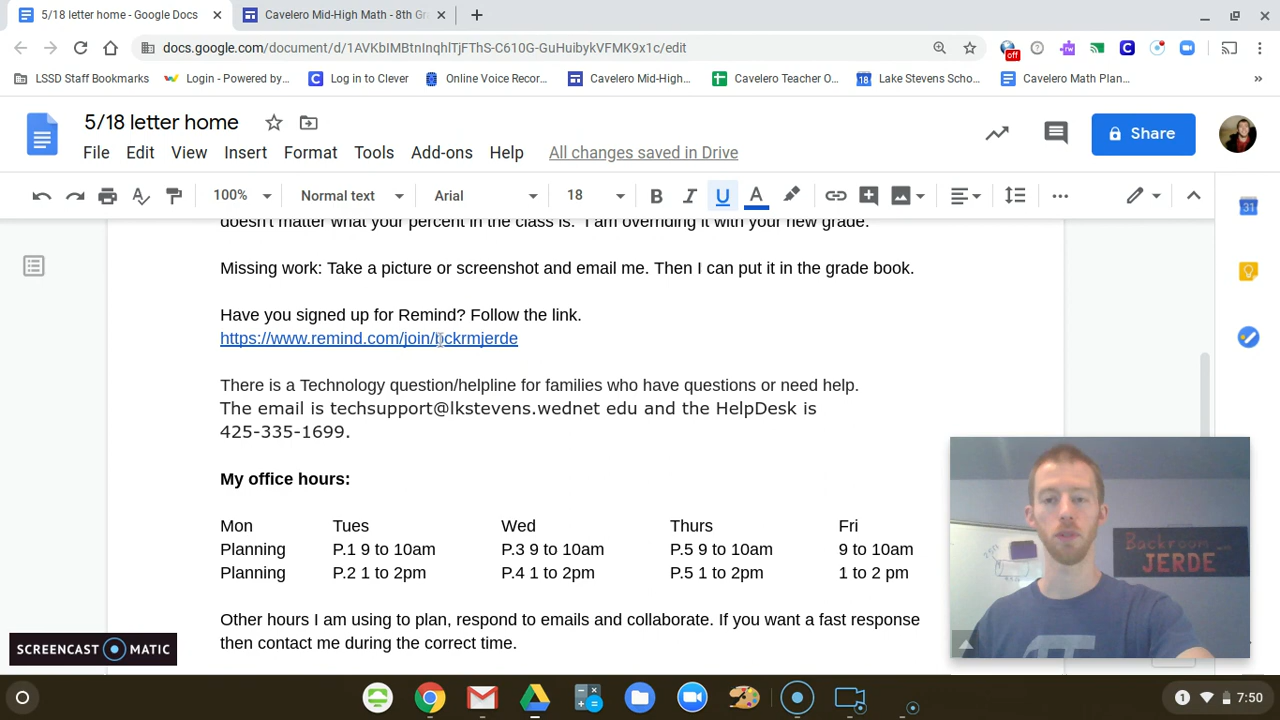 5/18 letter home - Google Docs
Cavelero Mid-High Math - 8th Gr
docs.google.com/document/d/1AVKbIMBtnInqhlTjFThS-C610G-GuHuibykVFMK9x1c/edit
off
LSSD Staff Bookmarks
Login - Powered by...
Log in to Clever
Online Voice Recor...
Cavelero Mid-High...
Cavelero Teacher O...
Lake Stevens Scho...
Cavelero Math Plan...
»
5/18 letter home
File Edit View Insert Format Tools Add-ons Help All changes saved in Drive
Share
100% Normal text Arial 18 B I U A
31
doesn't matter what your percent in the class is. I am overriding it with your new grade.
Missing work: Take a picture or screenshot and email me. Then I can put it in the grade book.
Have you signed up for Remind? Follow the link.
https://www.remind.com/join/bckrmjerde
There is a Technology question/helpline for families who have questions or need help.
The email is techsupport@lkstevens.wednet edu and the HelpDesk is
425-335-1699.
My office hours:
Mon Tues Wed Thurs Fri
Planning P.1 9 to 10am P.3 9 to 10am P.5 9 to 10am 9 to 10am
Planning P.2 1 to 2pm P.4 1 to 2pm P.5 1 to 2pm 1 to 2 pm
Other hours I am using to plan, respond to emails and collaborate. If you want a fast response
then contact me during the correct time.
Backroom
JERDE
SCREENCAST MATIC
1 7:50